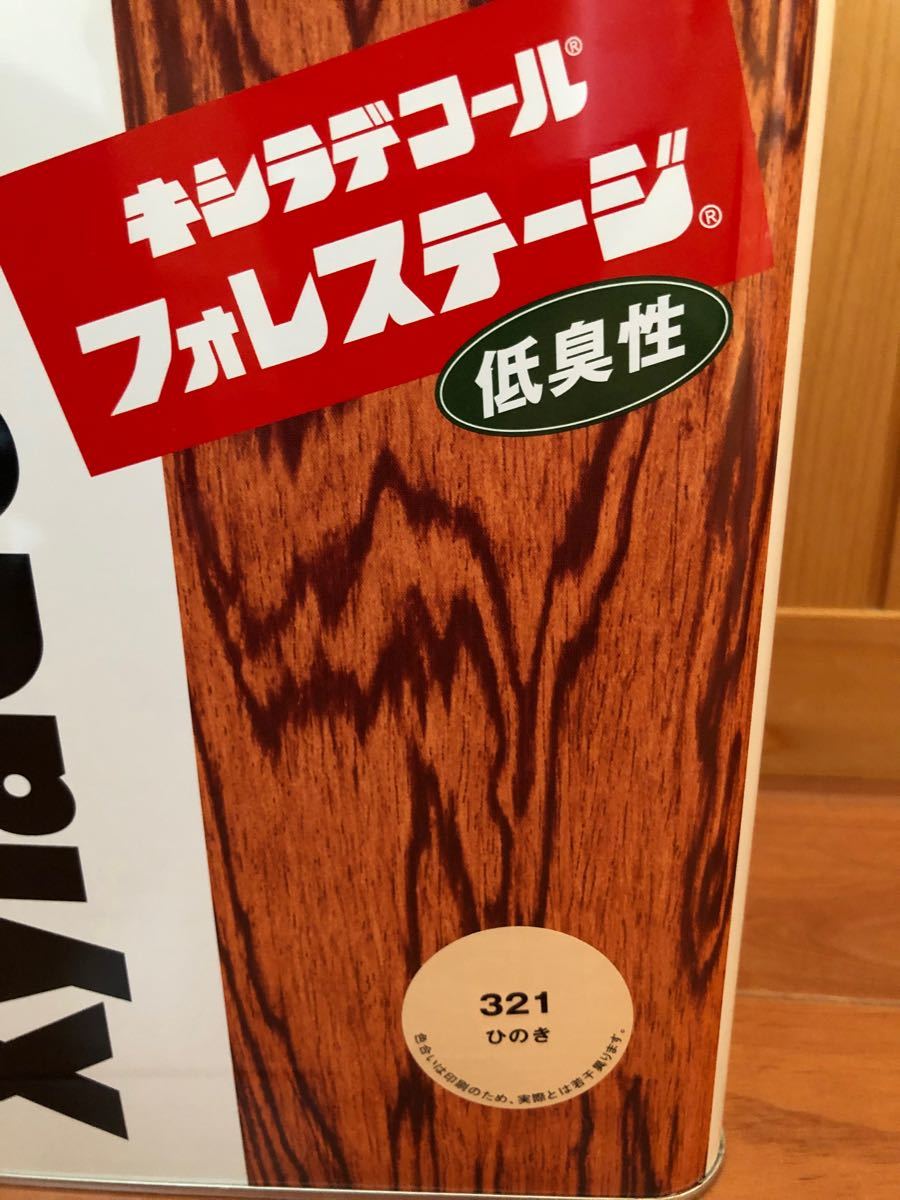 キシラデコール®
フォレステージ®
低臭性
Xyla
321
ひのき
色合いは印刷のため、実際とは若干異ります。